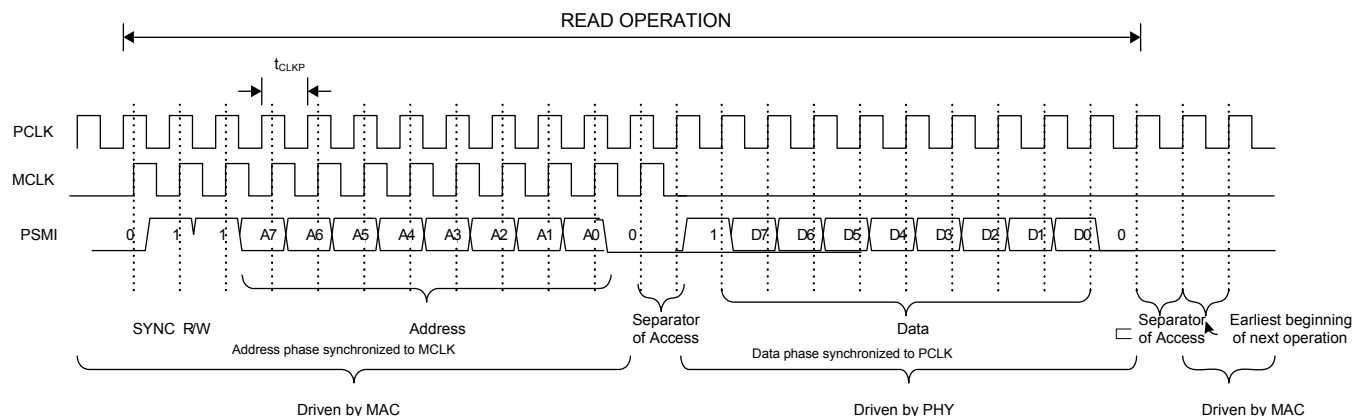 READ OPERATION
tCLKP
PCLK
MCLK
PSMI
0 1 1 A7 A6 A5 A4 A3 A2 A1 A0 0 1 D7 D6 D5 D4 D3 D2 D1 D0 0
SYNC R/W Address Separator of Access Data Separator of Access Earliest beginning of next operation
Address phase synchronized to MCLK Data phase synchronized to PCLK
Driven by MAC Driven by PHY Driven by MAC